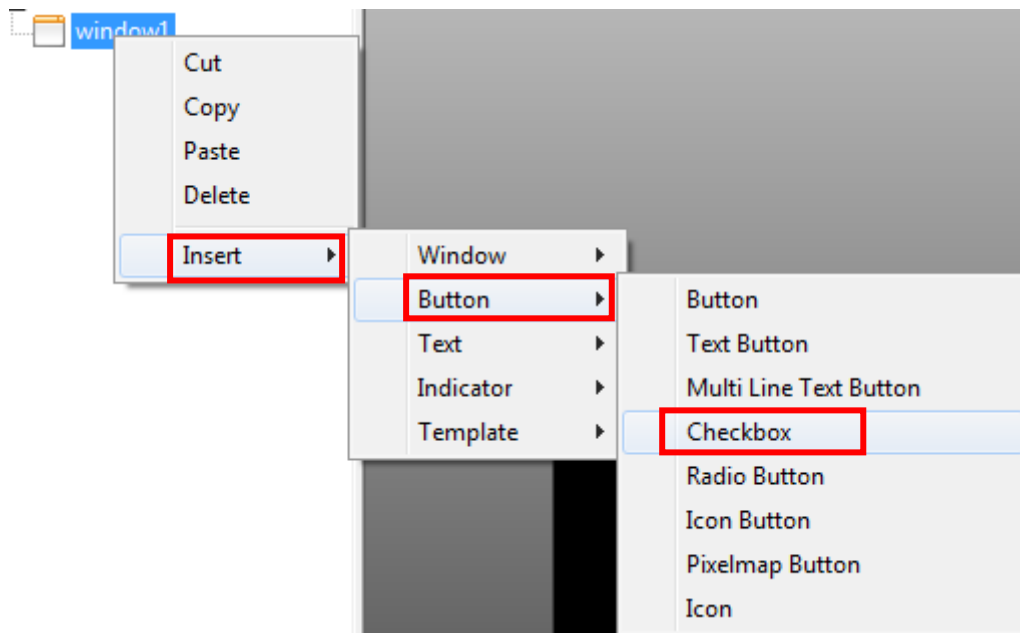 window1
Cut
Copy
Paste
Delete
Insert
Window
Button
Text
Indicator
Template
Button
Text Button
Multi Line Text Button
Checkbox
Radio Button
Icon Button
Pixelmap Button
Icon